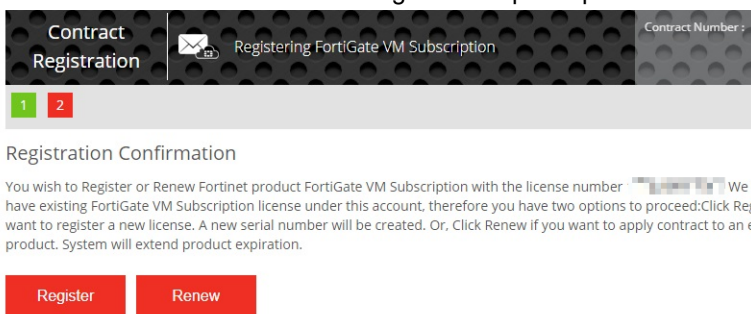 Contract
Registration
Registering FortiGate VM Subscription
Contract Number :
1 2
Registration Confirmation
You wish to Register or Renew Fortinet product FortiGate VM Subscription with the license number We
have existing FortiGate VM Subscription license under this account, therefore you have two options to proceed:Click Re
want to register a new license. A new serial number will be created. Or, Click Renew if you want to apply contract to an e
product. System will extend product expiration.
Register Renew